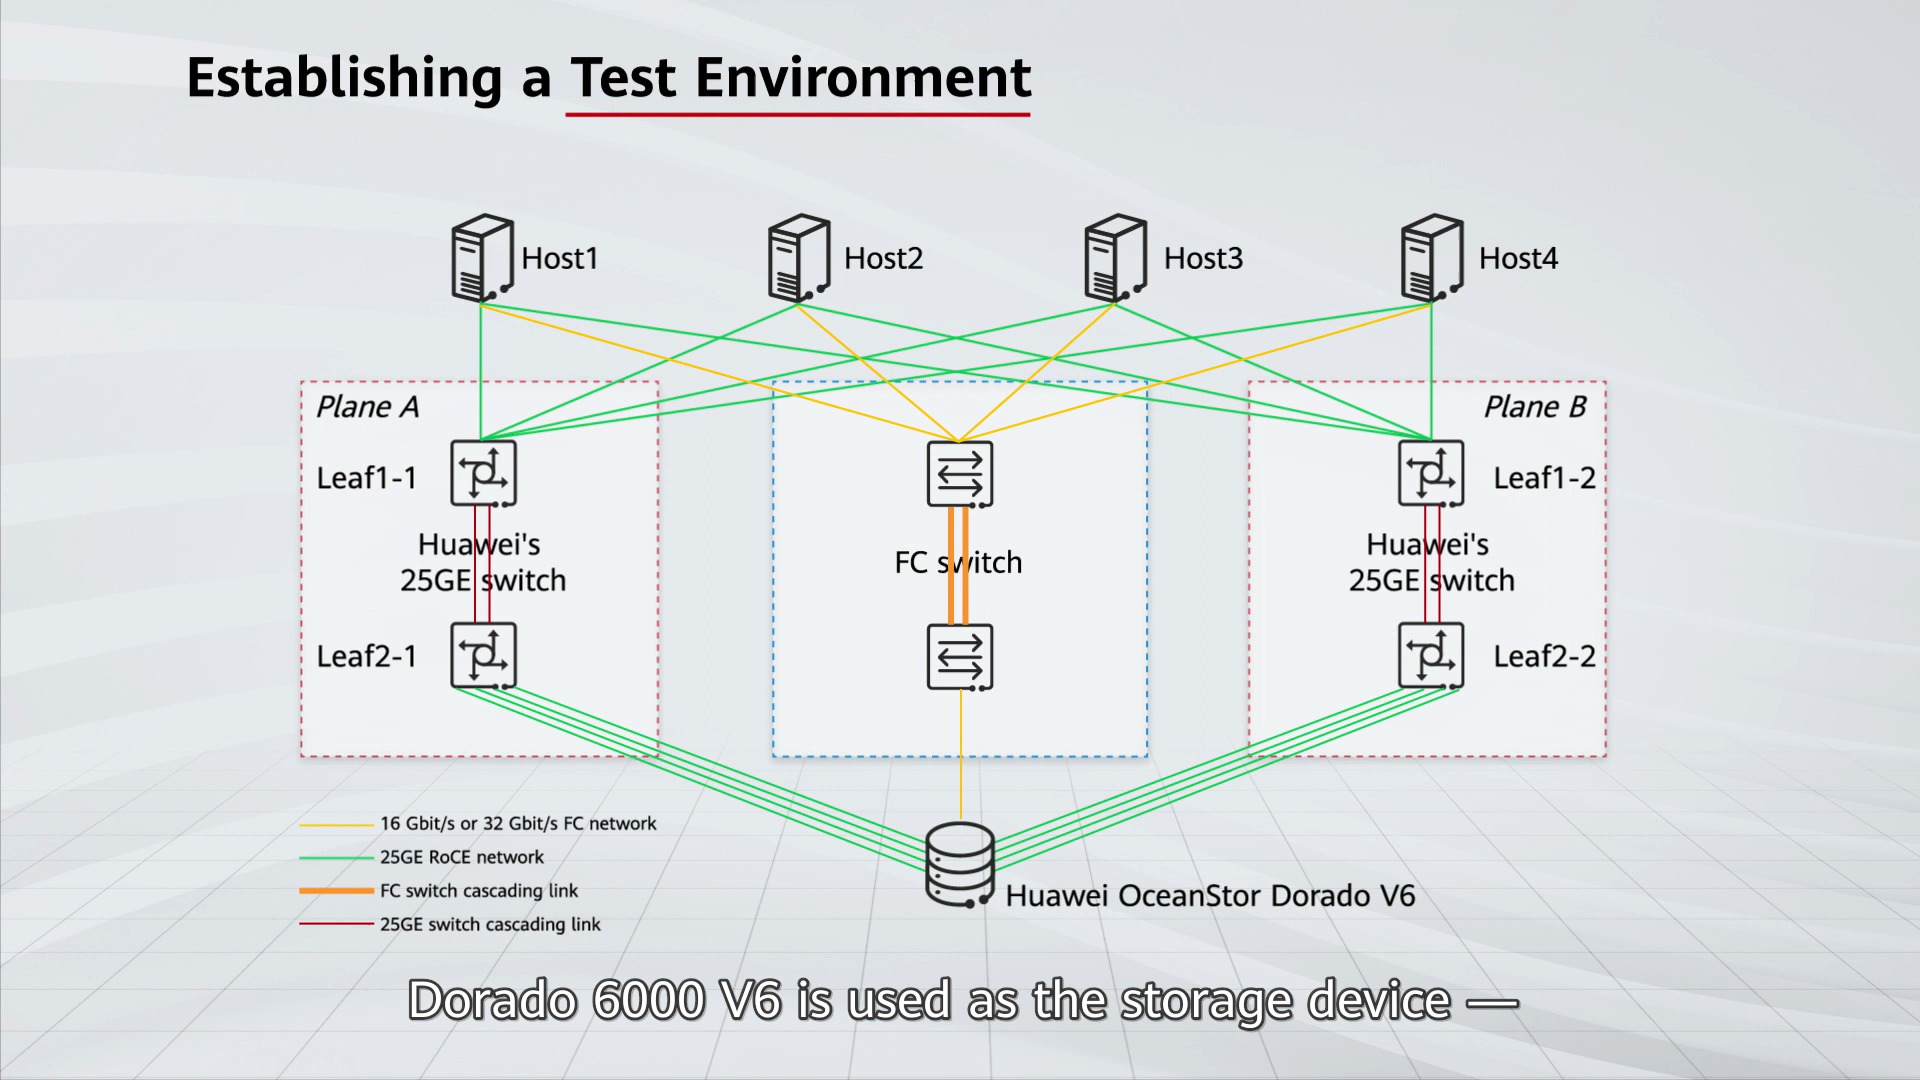 Establishing a Test Environment
Host1
Host2
Host3
Host4
Plane A
Plane B
Leaf1-1
Leaf1-2
Huawei's
25GE switch
FC switch
Huawei's
25GE switch
Leaf2-1
Leaf2-2
16 Gbit/s or 32 Gbit/s FC network
25GE RoCE network
FC switch cascading link
25GE switch cascading link
Huawei OceanStor Dorado V6
Dorado 6000 V6 is used as the storage device —